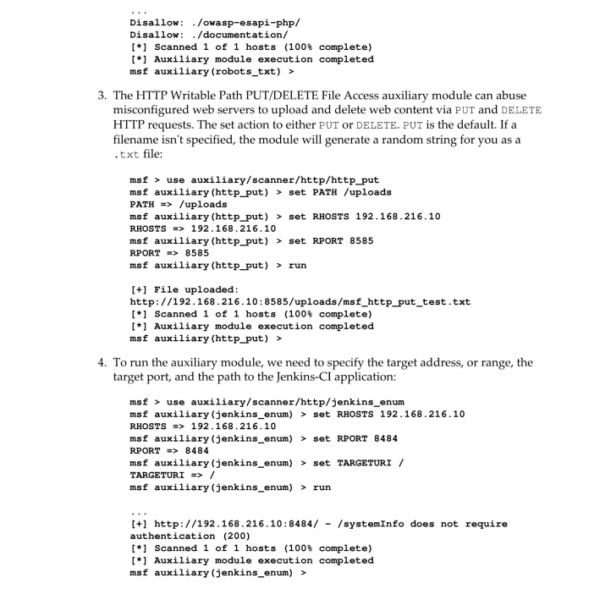 ...
Disallow: ./owasp-esapi-php/
Disallow: ./documentation/
[*] Scanned 1 of 1 hosts (100% complete)
[*] Auxiliary module execution completed
msf auxiliary(robots_txt) >
3. The HTTP Writable Path PUT/DELETE File Access auxiliary module can abuse
misconfigured web servers to upload and delete web content via PUT and DELETE
HTTP requests. The set action to either PUT or DELETE. PUT is the default. If a
filename isn't specified, the module will generate a random string for you as a
.txt file:
msf > use auxiliary/scanner/http/http_put
msf auxiliary(http_put) > set PATH /uploads
PATH => /uploads
msf auxiliary(http_put) > set RHOSTS 192.168.216.10
RHOSTS => 192.168.216.10
msf auxiliary(http_put) > set RPORT 8585
RPORT => 8585
msf auxiliary(http_put) > run
[+] File uploaded:
http://192.168.216.10:8585/uploads/msf_http_put_test.txt
[*] Scanned 1 of 1 hosts (100% complete)
[*] Auxiliary module execution completed
msf auxiliary(http_put) >
4. To run the auxiliary module, we need to specify the target address, or range, the
target port, and the path to the Jenkins-CI application:
msf > use auxiliary/scanner/http/jenkins_enum
msf auxiliary(jenkins_enum) > set RHOSTS 192.168.216.10
RHOSTS => 192.168.216.10
msf auxiliary(jenkins_enum) > set RPORT 8484
RPORT => 8484
msf auxiliary(jenkins_enum) > set TARGETURI /
TARGETURI => /
msf auxiliary(jenkins_enum) > run
...
[+] http://192.168.216.10:8484/ - /systemInfo does not require
authentication (200)
[*] Scanned 1 of 1 hosts (100% complete)
[*] Auxiliary module execution completed
msf auxiliary(jenkins_enum) >